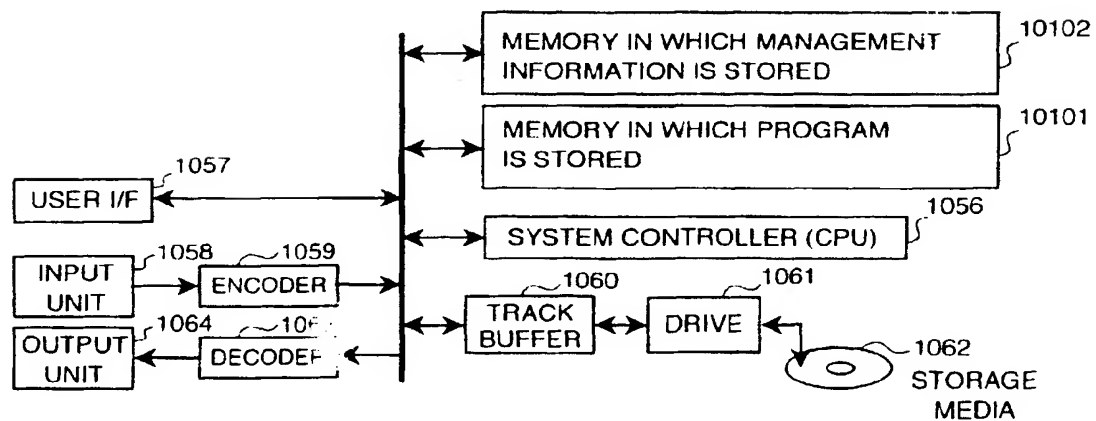 MEMORY IN WHICH MANAGEMENT
INFORMATION IS STORED
10102
MEMORY IN WHICH PROGRAM
IS STORED
10101
1057
USER I/F
1056
SYSTEM CONTROLLER (CPU)
1058
INPUT
UNIT
1059
ENCODER
1060
TRACK
BUFFER
1061
DRIVE
1064
OUTPUT
UNIT
DECODER
1062
STORAGE
MEDIA